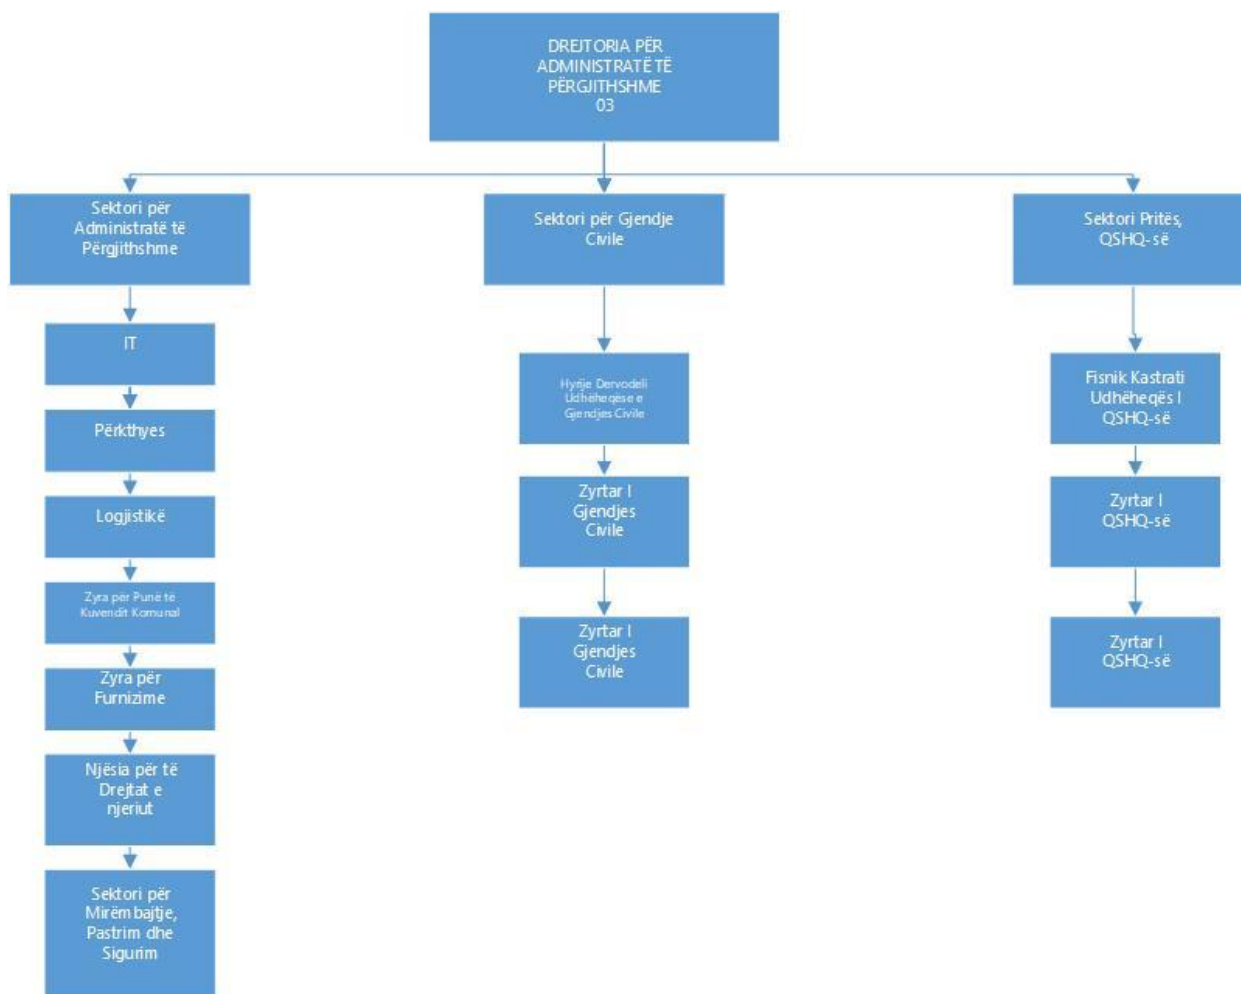 DREJTORIA PËR
ADMINISTRATË TË
PËRGJITHSHME
03
Sektori për
Administratë të
Përgjithshme
IT
Përkthyes
Logjistikë
Zyra për Punë të
Kuvendit Komunal
Zyra për
Furnizime
Njësia për të
Drejtat e
njeriut
Sektori për
Mirëmbajtje,
Pastrim dhe
Sigurim
Sektori për Gjendje
Civile
Hyrije Dervodeli
Udhëheqëse e
Gjendjes Civile
Zyrtar I
Gjendjes
Civile
Zyrtar I
Gjendjes
Civile
Sektori Pritës,
QSHQ-së
Fisnik Kastrati
Udhëheqës I
QSHQ-së
Zyrtar I
QSHQ-së
Zyrtar I
QSHQ-së